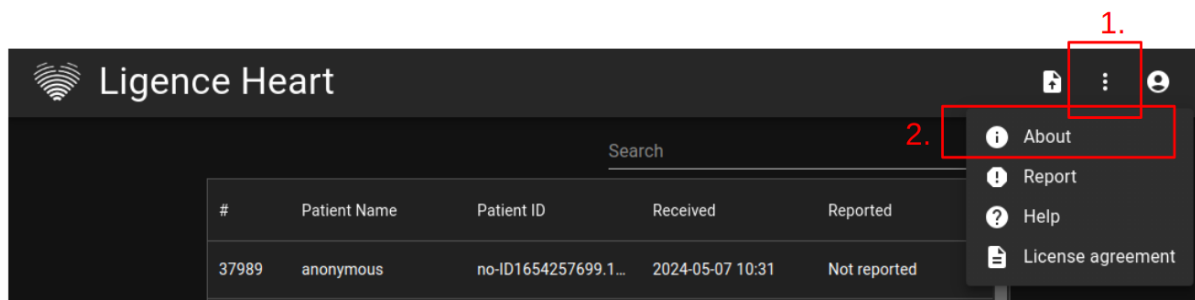 1.
Ligence Heart
2.
About
Search
Report
# Patient Name Patient ID Received Reported
Help
37989 anonymous no-ID1654257699.1... 2024-05-07 10:31 Not reported
License agreement